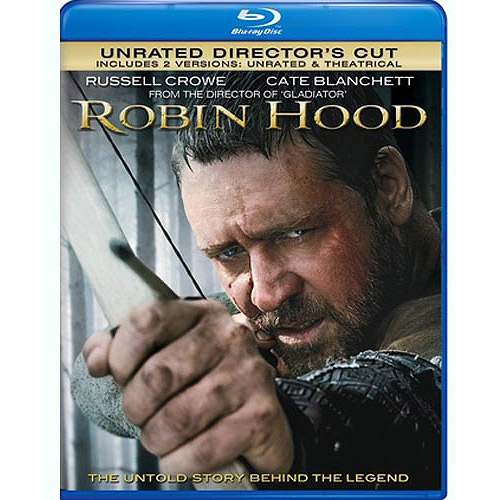 Blu-ray Disc
UNRATED DIRECTOR'S CUT
INCLUDES 2 VERSIONS: UNRATED & THEATRICAL
RUSSELL CROWE CATE BLANCHETT
FROM THE DIRECTOR OF 'GLADIATOR'
ROBIN HOOD
THE UNTOLD STORY BEHIND THE LEGEND